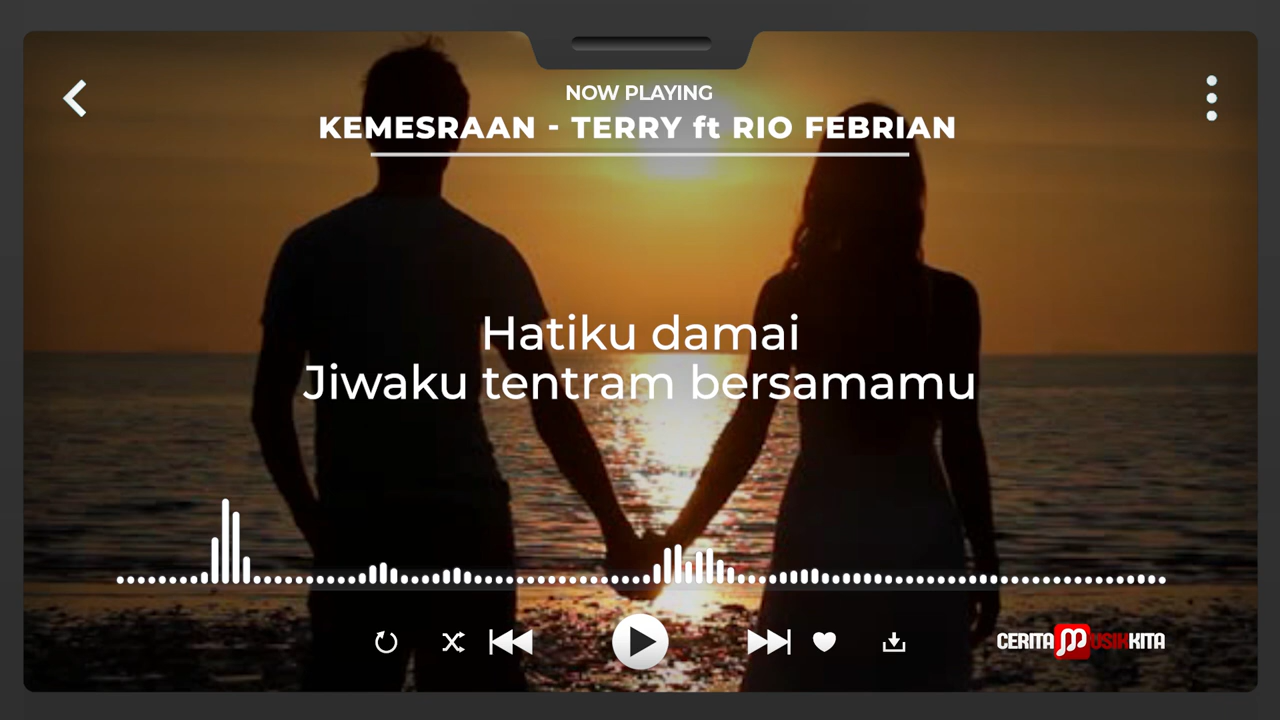 NOW PLAYING
KEMESRAAN - TERRY ft RIO FEBRIAN
Hatiku damai
Jiwaku tentram bersamamu
CERITA MUSIKKITA